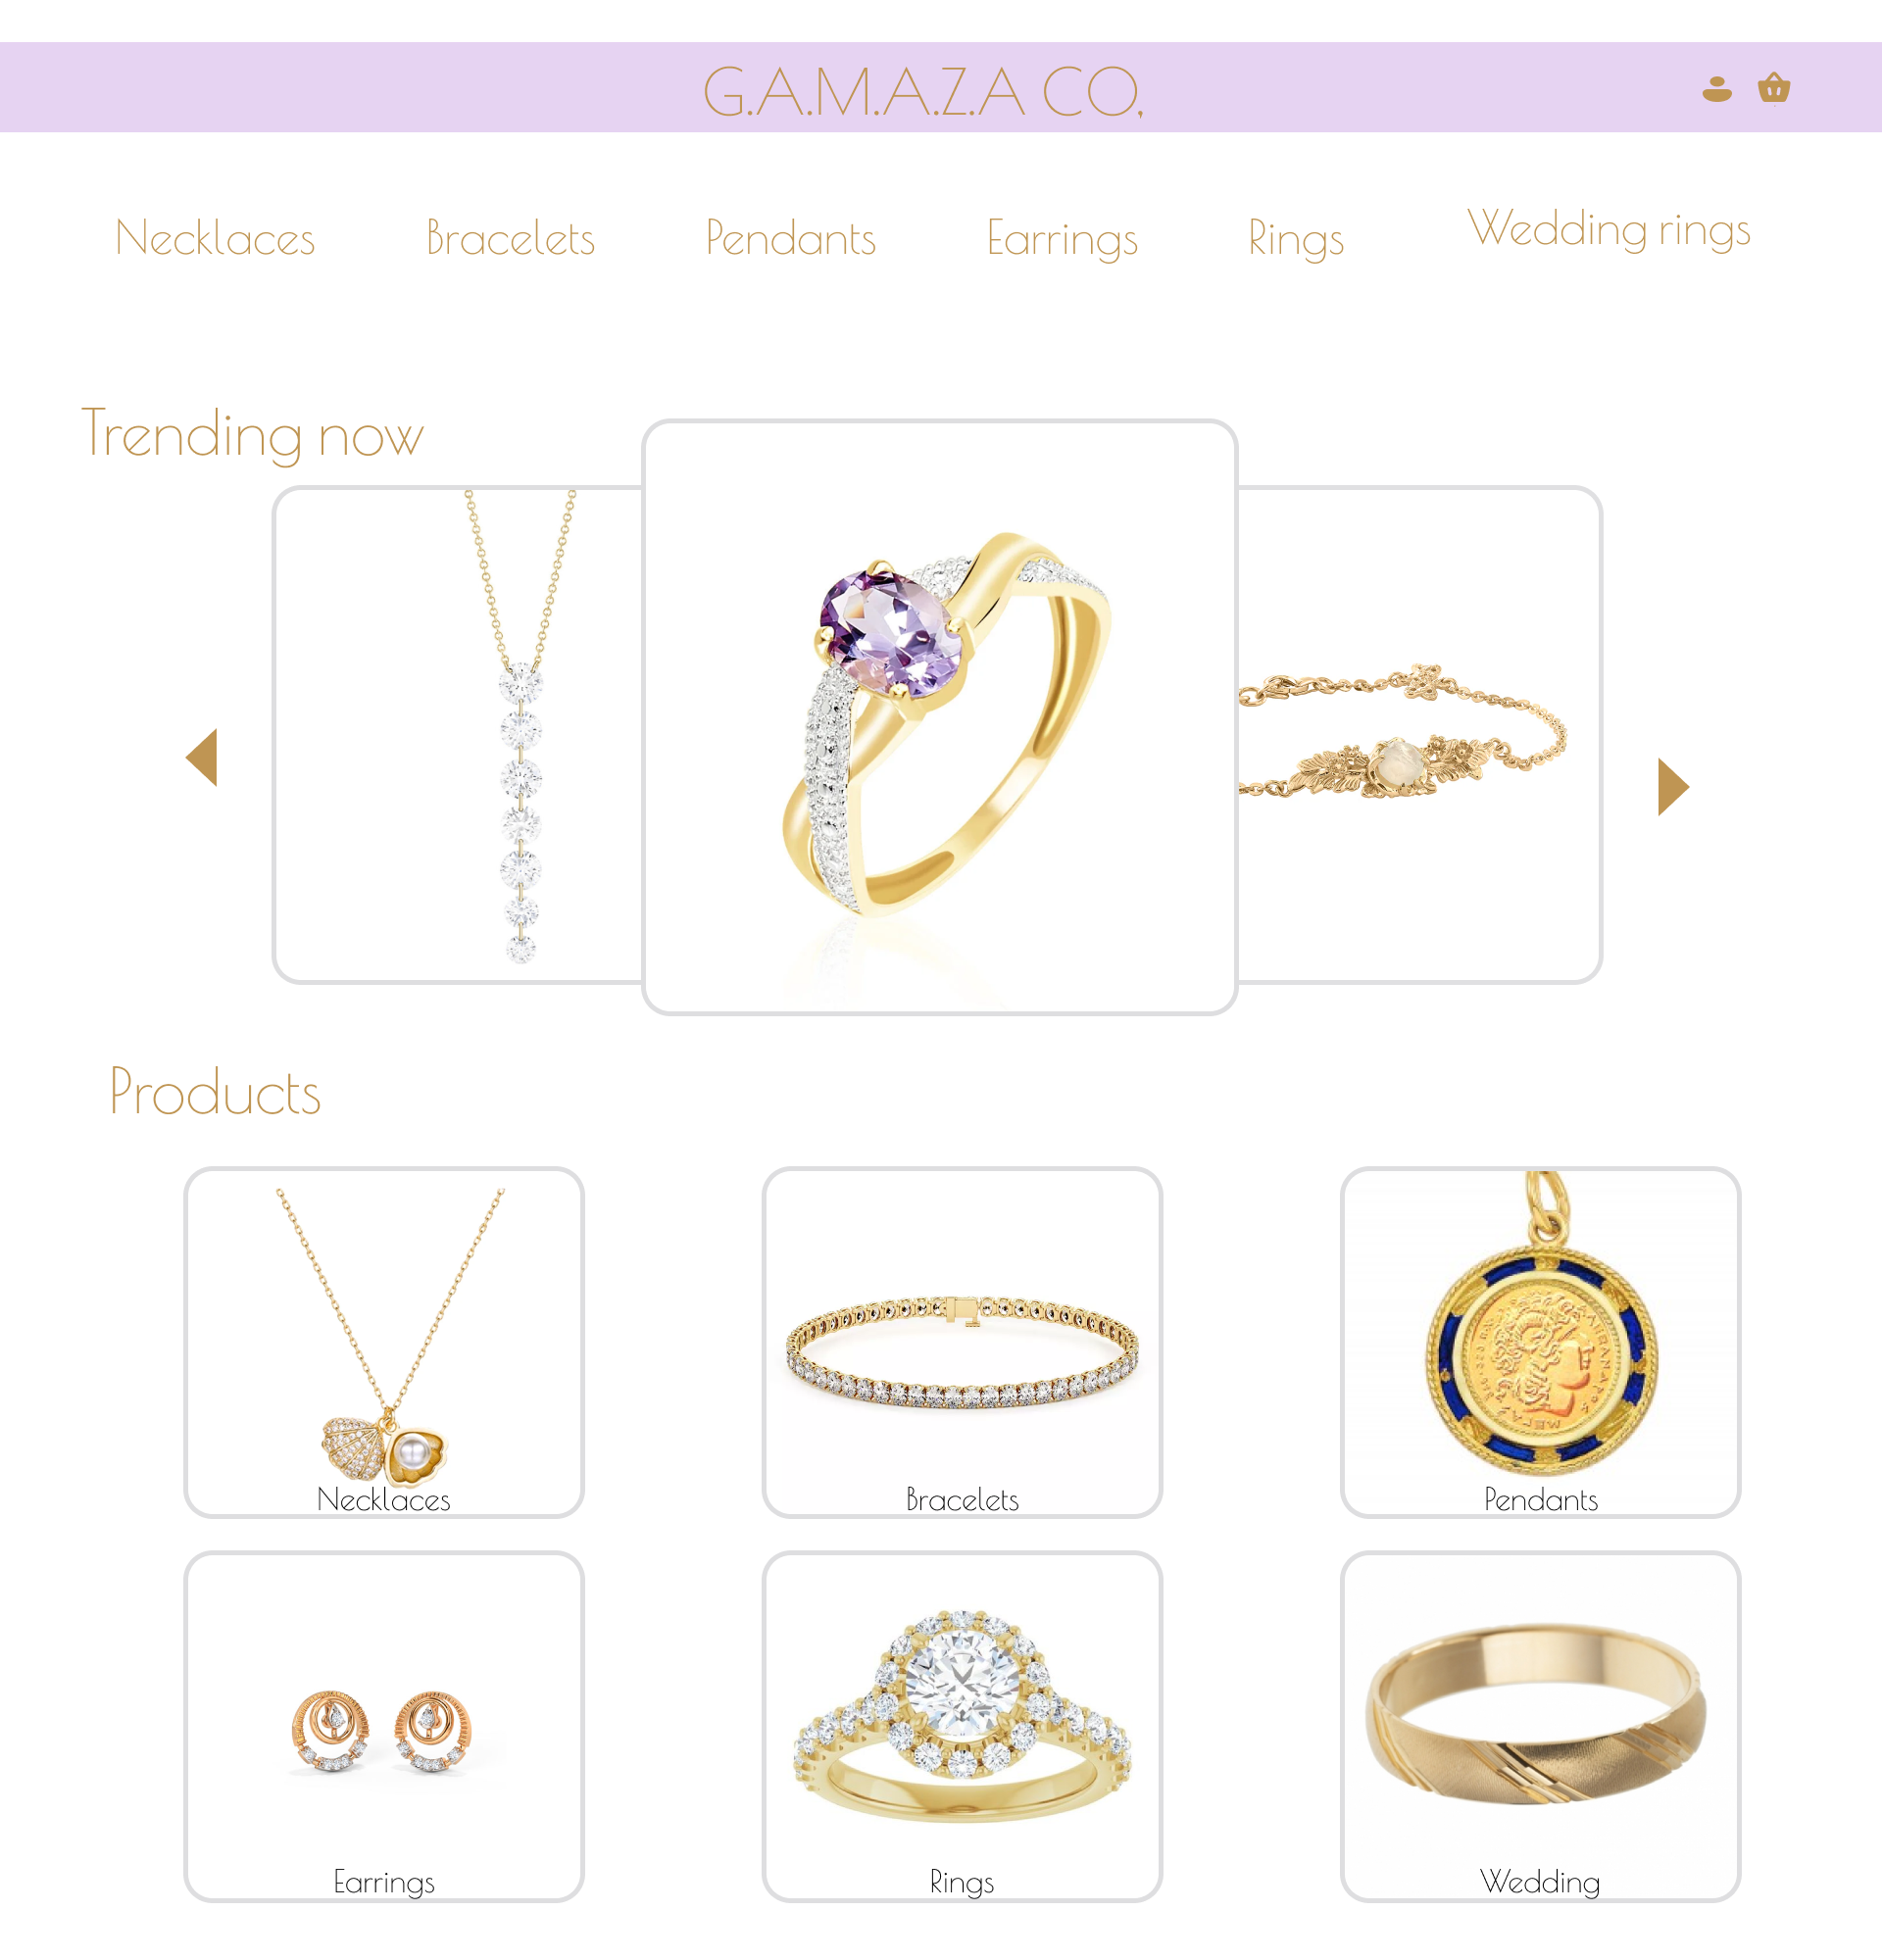 G.A.M.A.Z.A CO,
Necklaces Bracelets Pendants Earrings Rings Wedding rings
Trending now
Products
Necklaces Bracelets Pendants
Earrings Rings Wedding